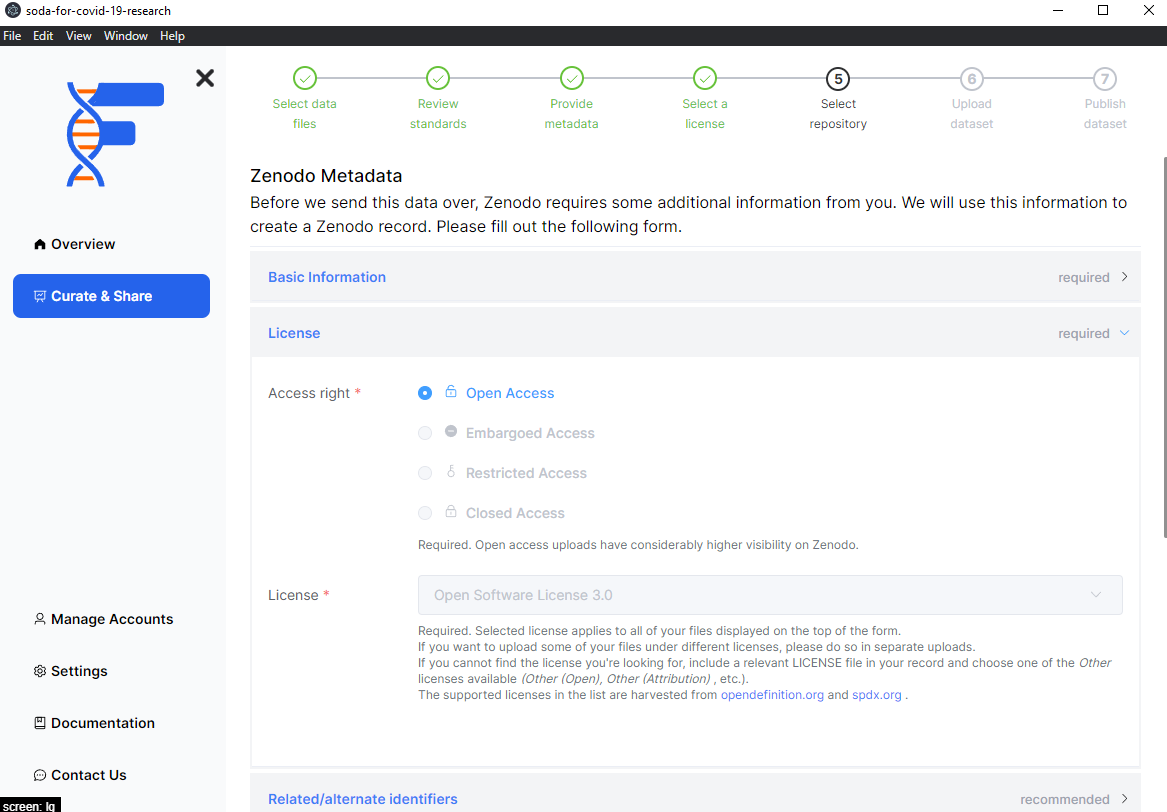 soda-for-covid-19-research
File Edit View Window Help
Select data
files
Review
standards
Provide
metadata
Select a
license
5
Select
repository
6
Upload
dataset
7
Publish
dataset
Overview
Curate & Share
Manage Accounts
Settings
Documentation
Contact Us
Zenodo Metadata
Before we send this data over, Zenodo requires some additional information from you. We will use this information to
create a Zenodo record. Please fill out the following form.
Basic Information required
License required
Access right * Open Access
Embargoed Access
Restricted Access
Closed Access
Required. Open access uploads have considerably higher visibility on Zenodo.
License * Open Software License 3.0
Required. Selected license applies to all of your files displayed on the top of the form.
If you want to upload some of your files under different licenses, please do so in separate uploads.
If you cannot find the license you're looking for, include a relevant LICENSE file in your record and choose one of the Other
licenses available (Other (Open), Other (Attribution) , etc.).
The supported licenses in the list are harvested from opendefinition.org and spdx.org .
Related/alternate identifiers recommended
screen: lg